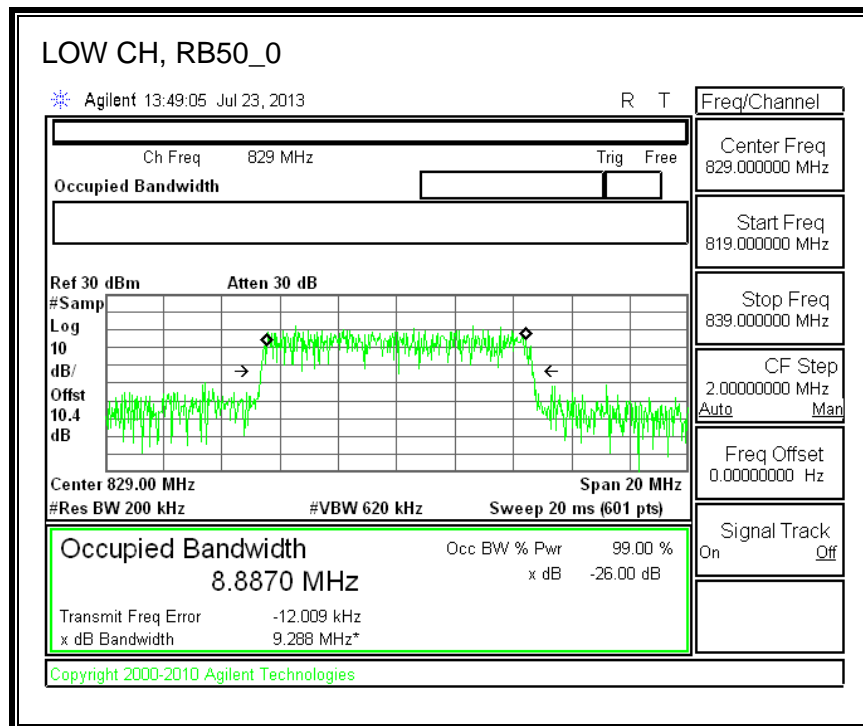 LOW CH, RB50_0
Agilent 13:49:05 Jul 23, 2013 R T
Freq/Channel
Ch Freq 829 MHz Trig Free
Occupied Bandwidth
Center Freq
829.000000 MHz
Start Freq
819.000000 MHz
Stop Freq
839.000000 MHz
CF Step
2.00000000 MHz
Auto Man
Freq Offset
0.00000000 Hz
Signal Track
On Off
Ref 30 dBm Atten 30 dB
#Samp
Log
10
dB/
Offst
10.4
dB
Center 829.00 MHz Span 20 MHz
#Res BW 200 kHz #VBW 620 kHz Sweep 20 ms (601 pts)
Occupied Bandwidth Occ BW % Pwr 99.00 %
8.8870 MHz x dB -26.00 dB
Transmit Freq Error -12.009 kHz
x dB Bandwidth 9.288 MHz*
Copyright 2000-2010 Agilent Technologies